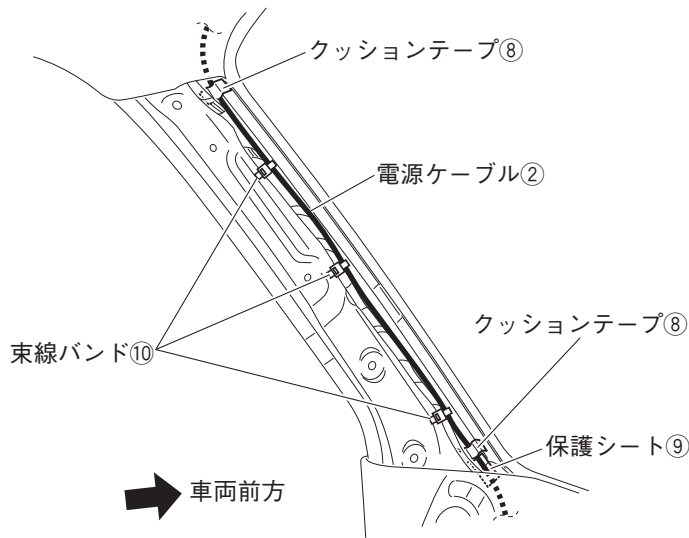 クッションテープ⑧
電源ケーブル②
クッションテープ⑧
束線バンド⑩
保護シート⑨
車両前方